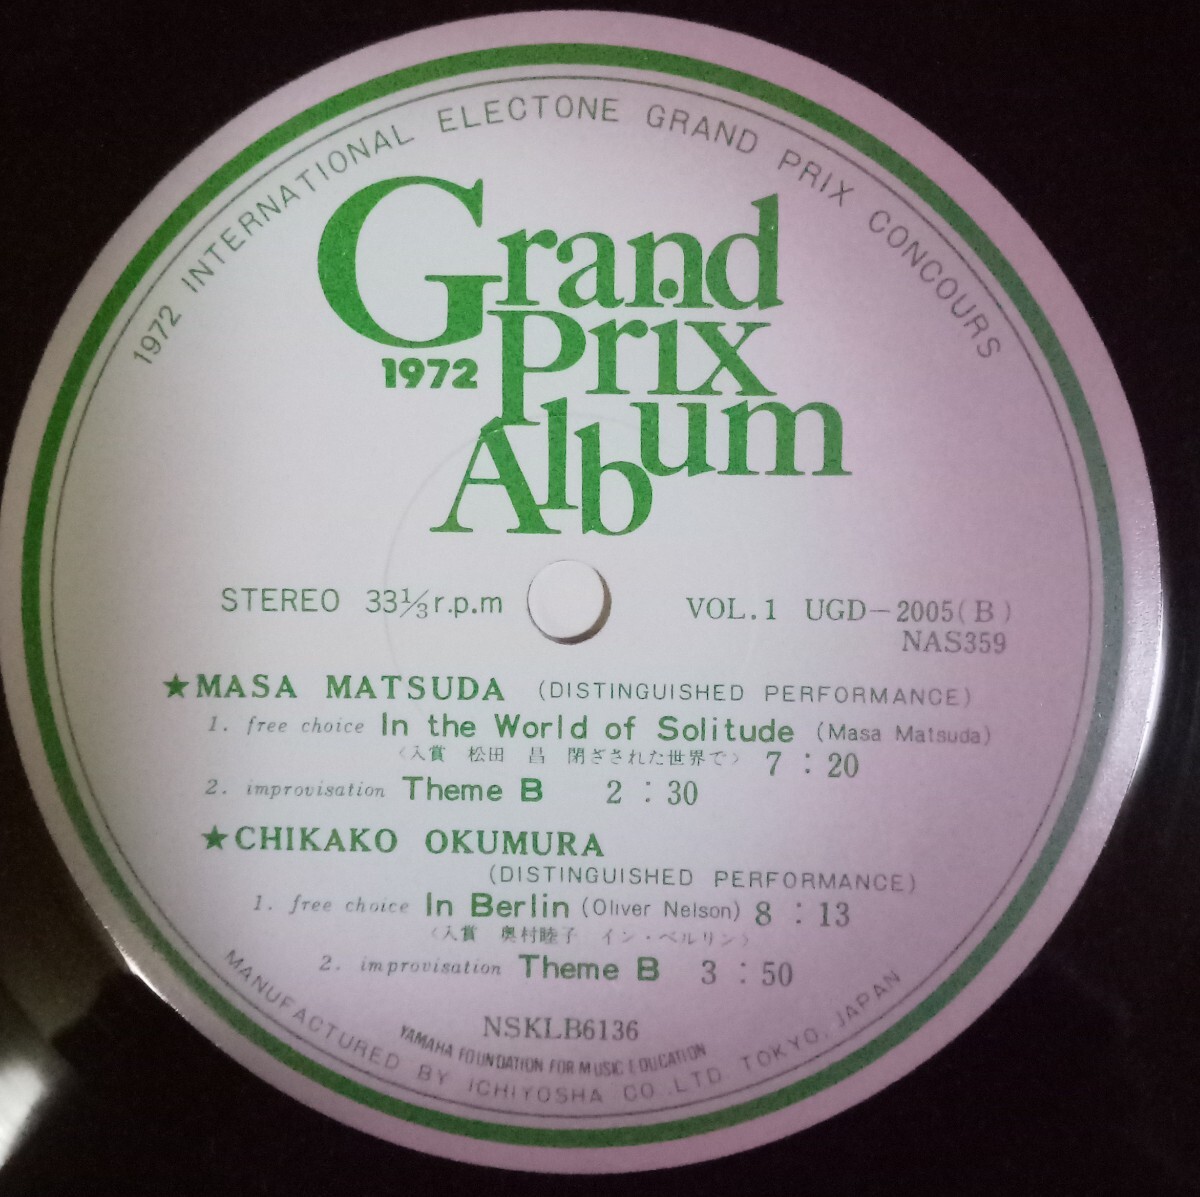 1972 INTERNATIONAL ELECTONE GRAND PRIX CONCOURS
Grand
1972 Prix
Album
STEREO 33⅓r.p.m VOL.1 UGD-2005(B)
NAS359
★MASA MATSUDA (DISTINGUISHED PERFORMANCE)
1. free choice In the World of Solitude (Masa Matsuda)
〈入賞 松田 昌 閉ざされた世界で〉 7:20
2. improvisation Theme B 2:30
★CHIKAKO OKUMURA
(DISTINGUISHED PERFORMANCE)
1. free choice In Berlin (Oliver Nelson) 8:13
〈入賞 奥村睦子 イン・ベルリン〉
2. improvisation Theme B 3:50
NSKLB6136
YAMAHA FOUNDATION FOR MUSIC EDUCATION
MANUFACTURED BY ICHIYOSHA CO.,LTD. TOKYO, JAPAN